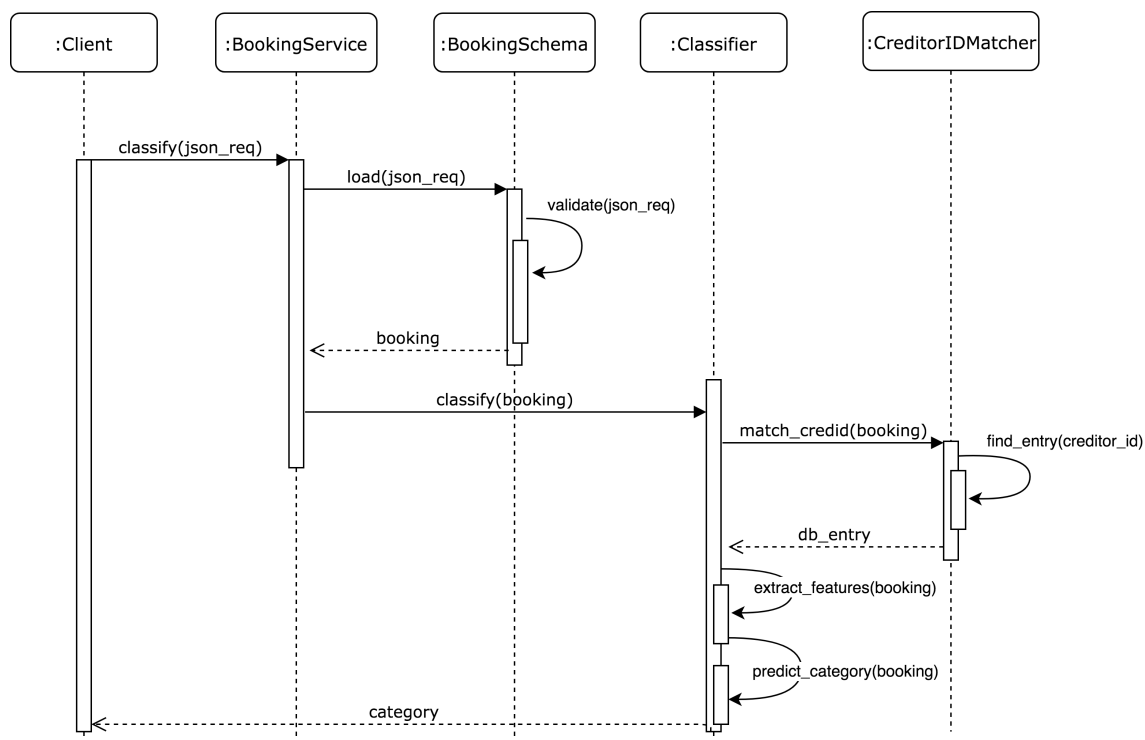 :Client
:BookingService
:BookingSchema
:Classifier
:CreditorIDMatcher
classify(json_req)
load(json_req)
validate(json_req)
booking
classify(booking)
match_credid(booking)
find_entry(creditor_id)
db_entry
extract_features(booking)
predict_category(booking)
category